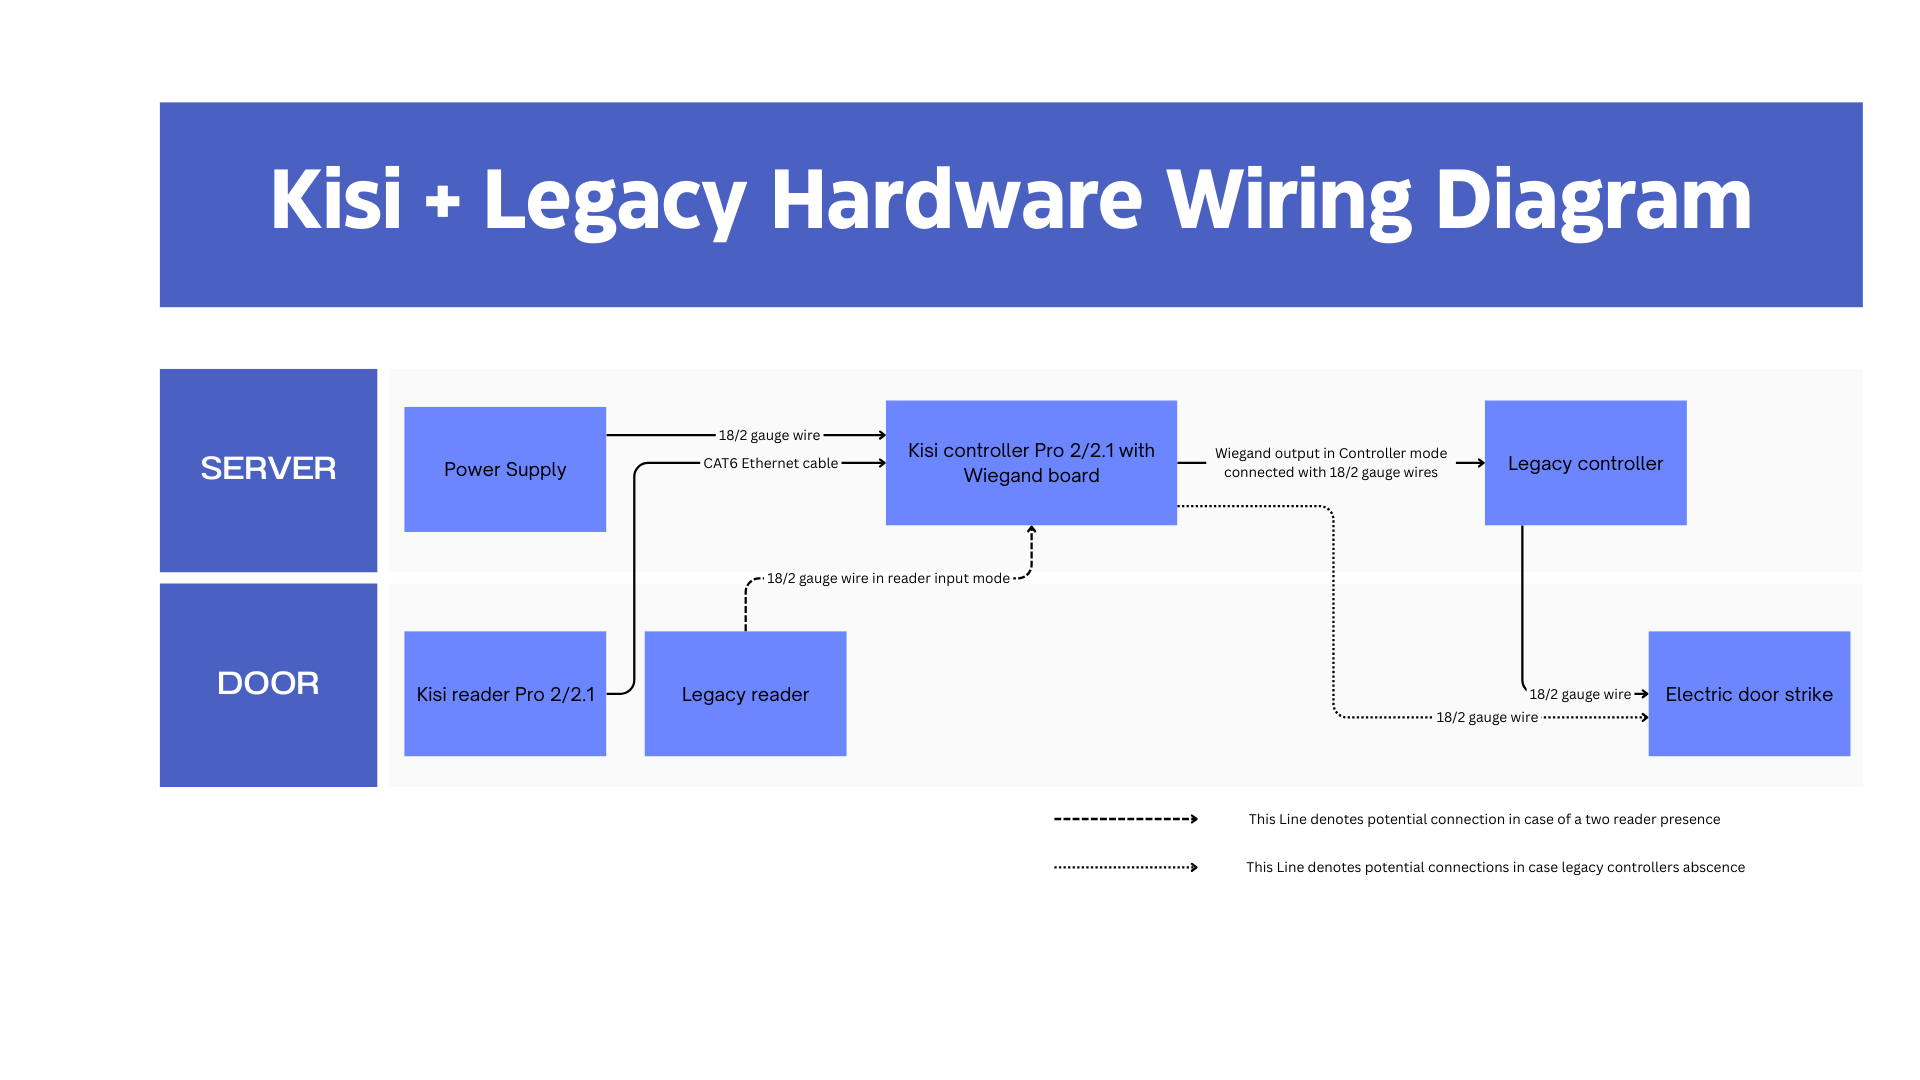 Kisi + Legacy Hardware Wiring Diagram
SERVER
Power Supply
18/2 gauge wire
CAT6 Ethernet cable
Kisi controller Pro 2/2.1 with
Wiegand board
Wiegand output in Controller mode
connected with 18/2 gauge wires
Legacy controller
18/2 gauge wire in reader input mode
DOOR
Kisi reader Pro 2/2.1
Legacy reader
18/2 gauge wire
18/2 gauge wire
Electric door strike
This Line denotes potential connection in case of a two reader presence
This Line denotes potential connections in case legacy controllers abscence